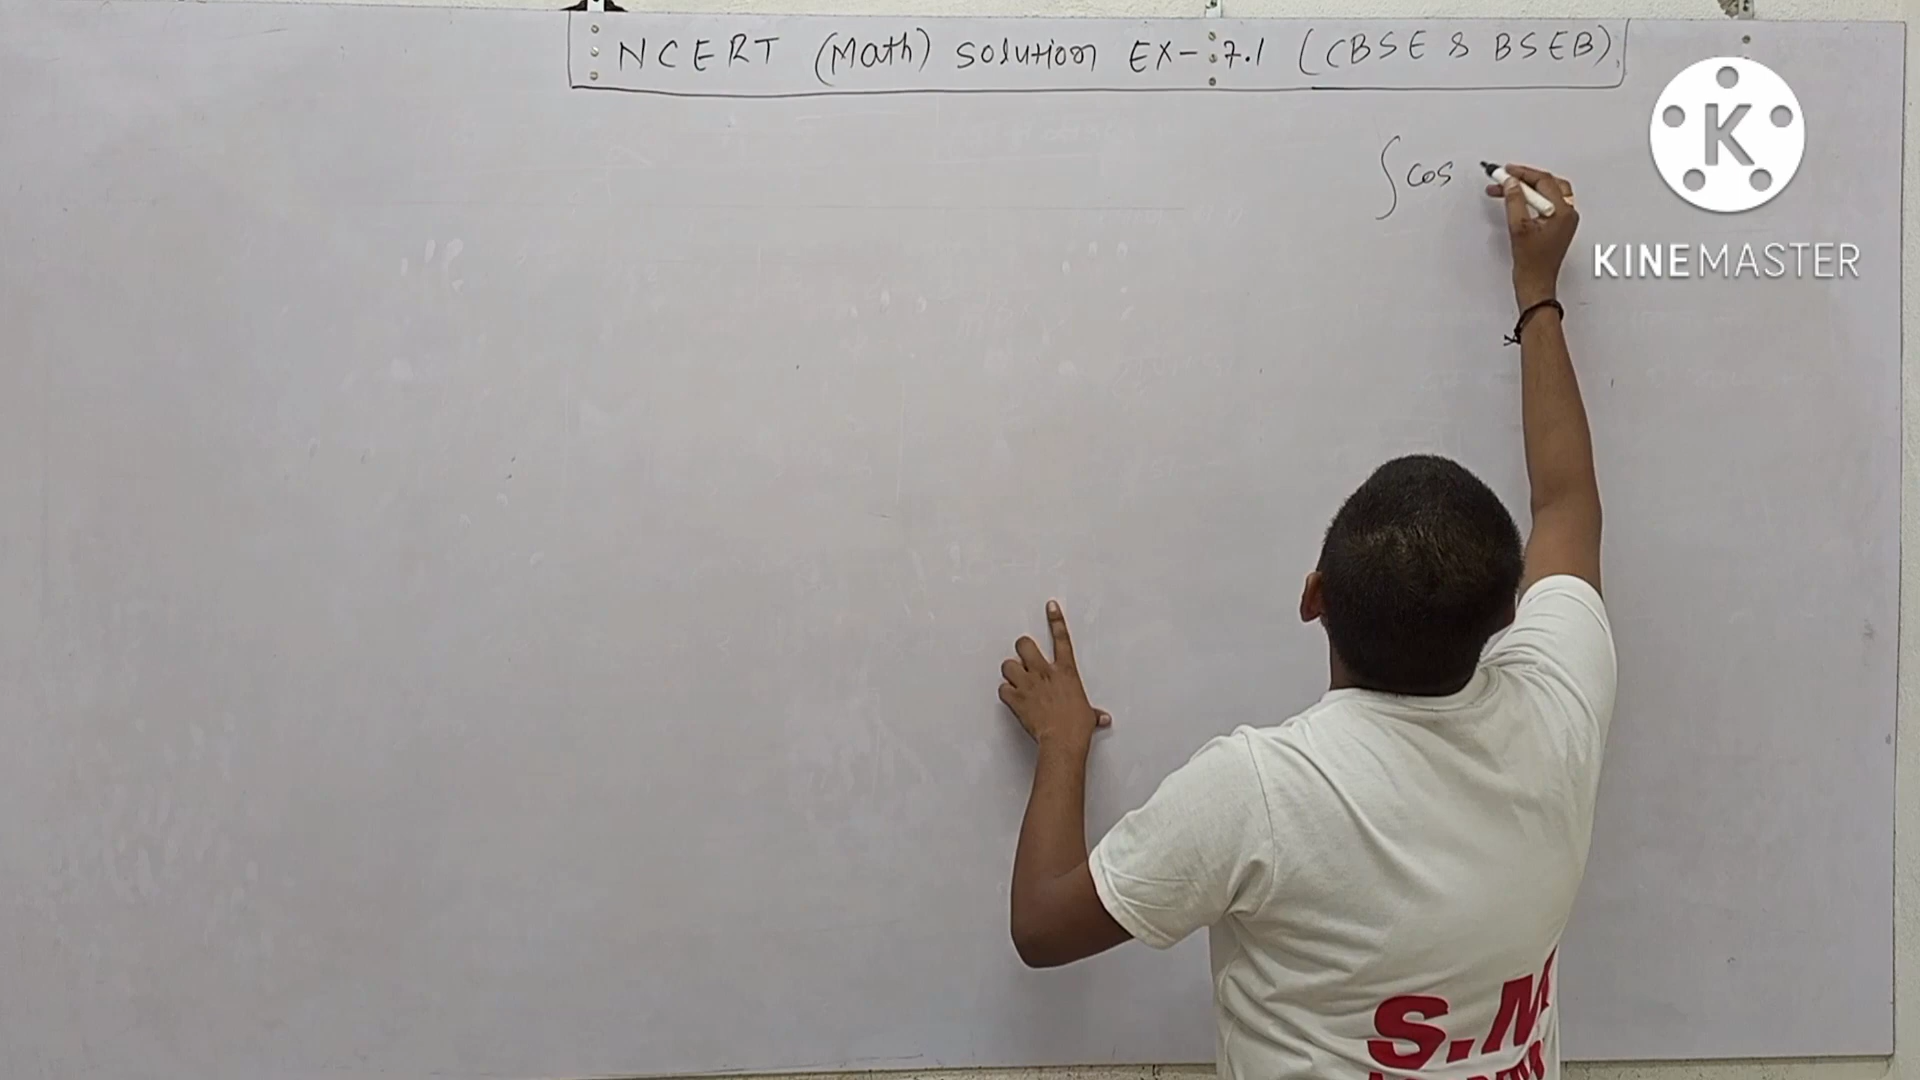 NCERT (Math) Solution EX-7.1 (CBSE & BSEB)
∫ cos
KINEMASTER
S.M